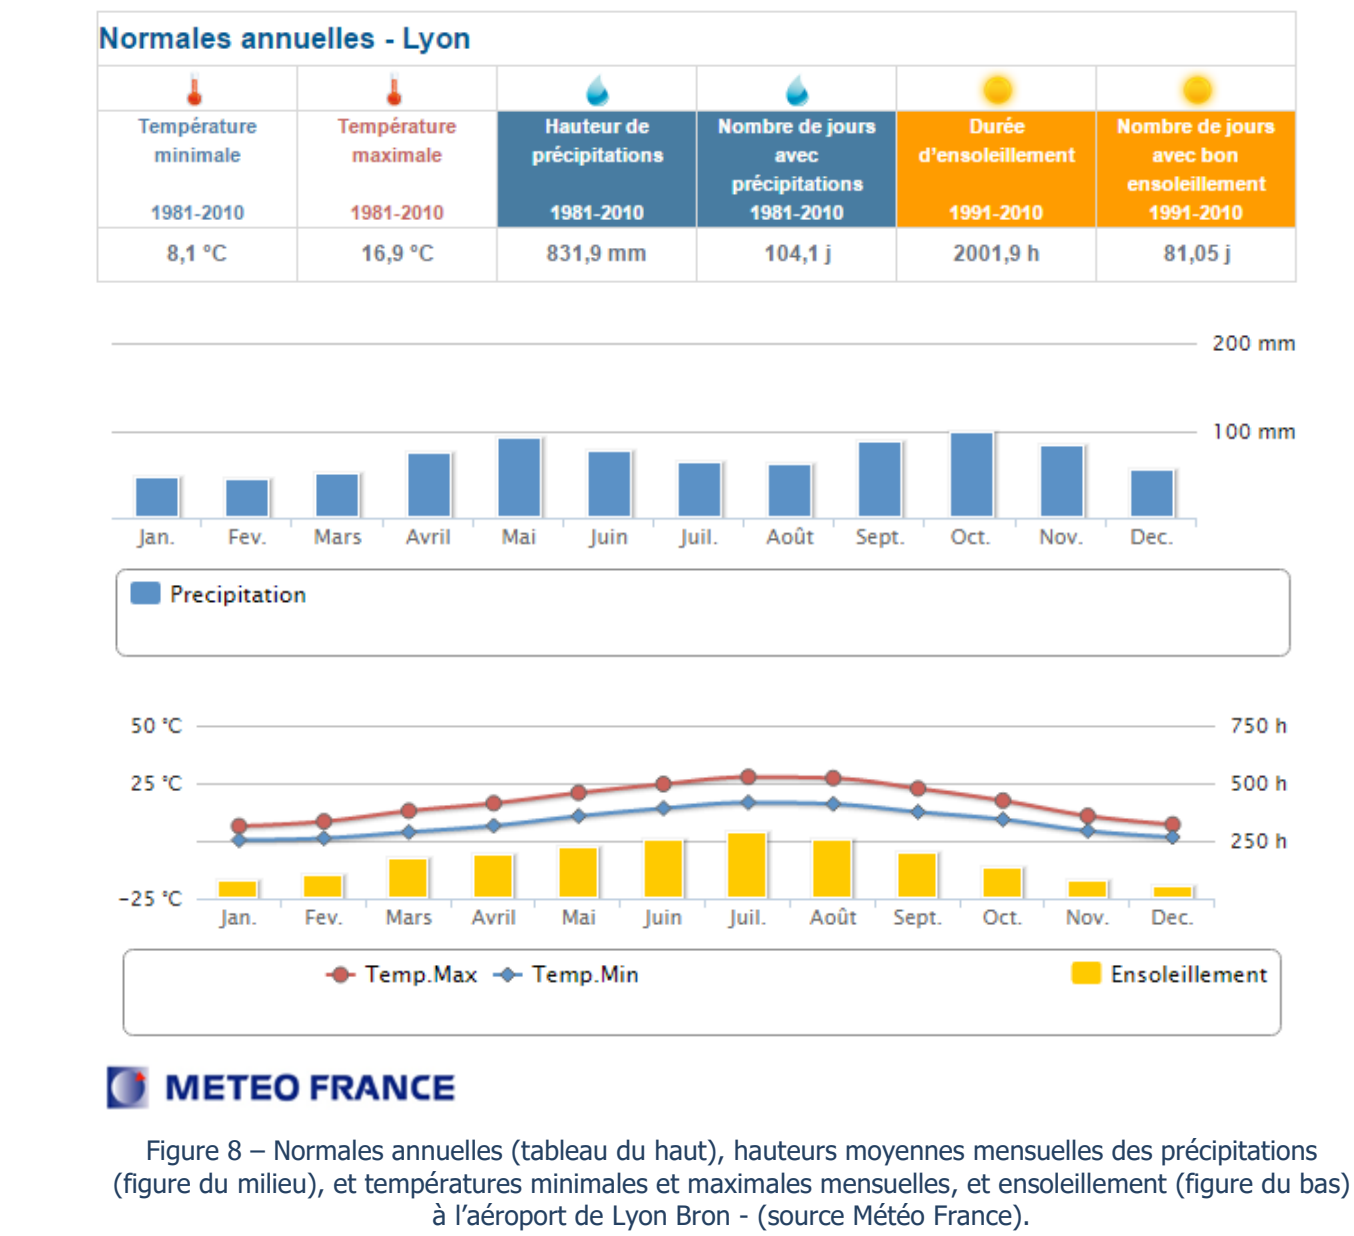 Normales annuelles - Lyon
Température minimale 1981-2010
Température maximale 1981-2010
Hauteur de précipitations 1981-2010
Nombre de jours avec précipitations 1981-2010
Durée d'ensoleillement 1991-2010
Nombre de jours avec bon ensoleillement 1991-2010
8,1 °C 16,9 °C 831,9 mm 104,1 j 2001,9 h 81,05 j
200 mm
100 mm
Jan. Fev. Mars Avril Mai Juin Juil. Août Sept. Oct. Nov. Dec.
Precipitation
50 °C 750 h
25 °C 500 h
250 h
-25 °C
Jan. Fev. Mars Avril Mai Juin Juil. Août Sept. Oct. Nov. Dec.
Temp.Max Temp.Min Ensoleillement
METEO FRANCE
Figure 8 – Normales annuelles (tableau du haut), hauteurs moyennes mensuelles des précipitations
(figure du milieu), et températures minimales et maximales mensuelles, et ensoleillement (figure du bas)
à l'aéroport de Lyon Bron - (source Météo France).